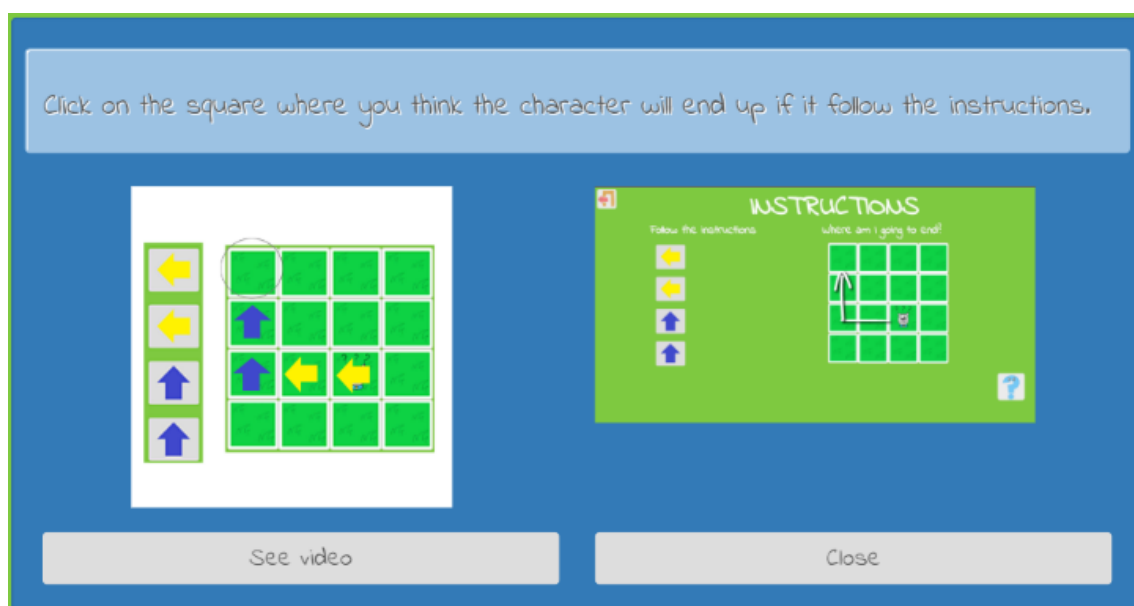 Click on the square where you think the character will end up if it follow the instructions.
INSTRUCTIONS
Follow the instructions
where am I going to end?
???
?
See video
Close